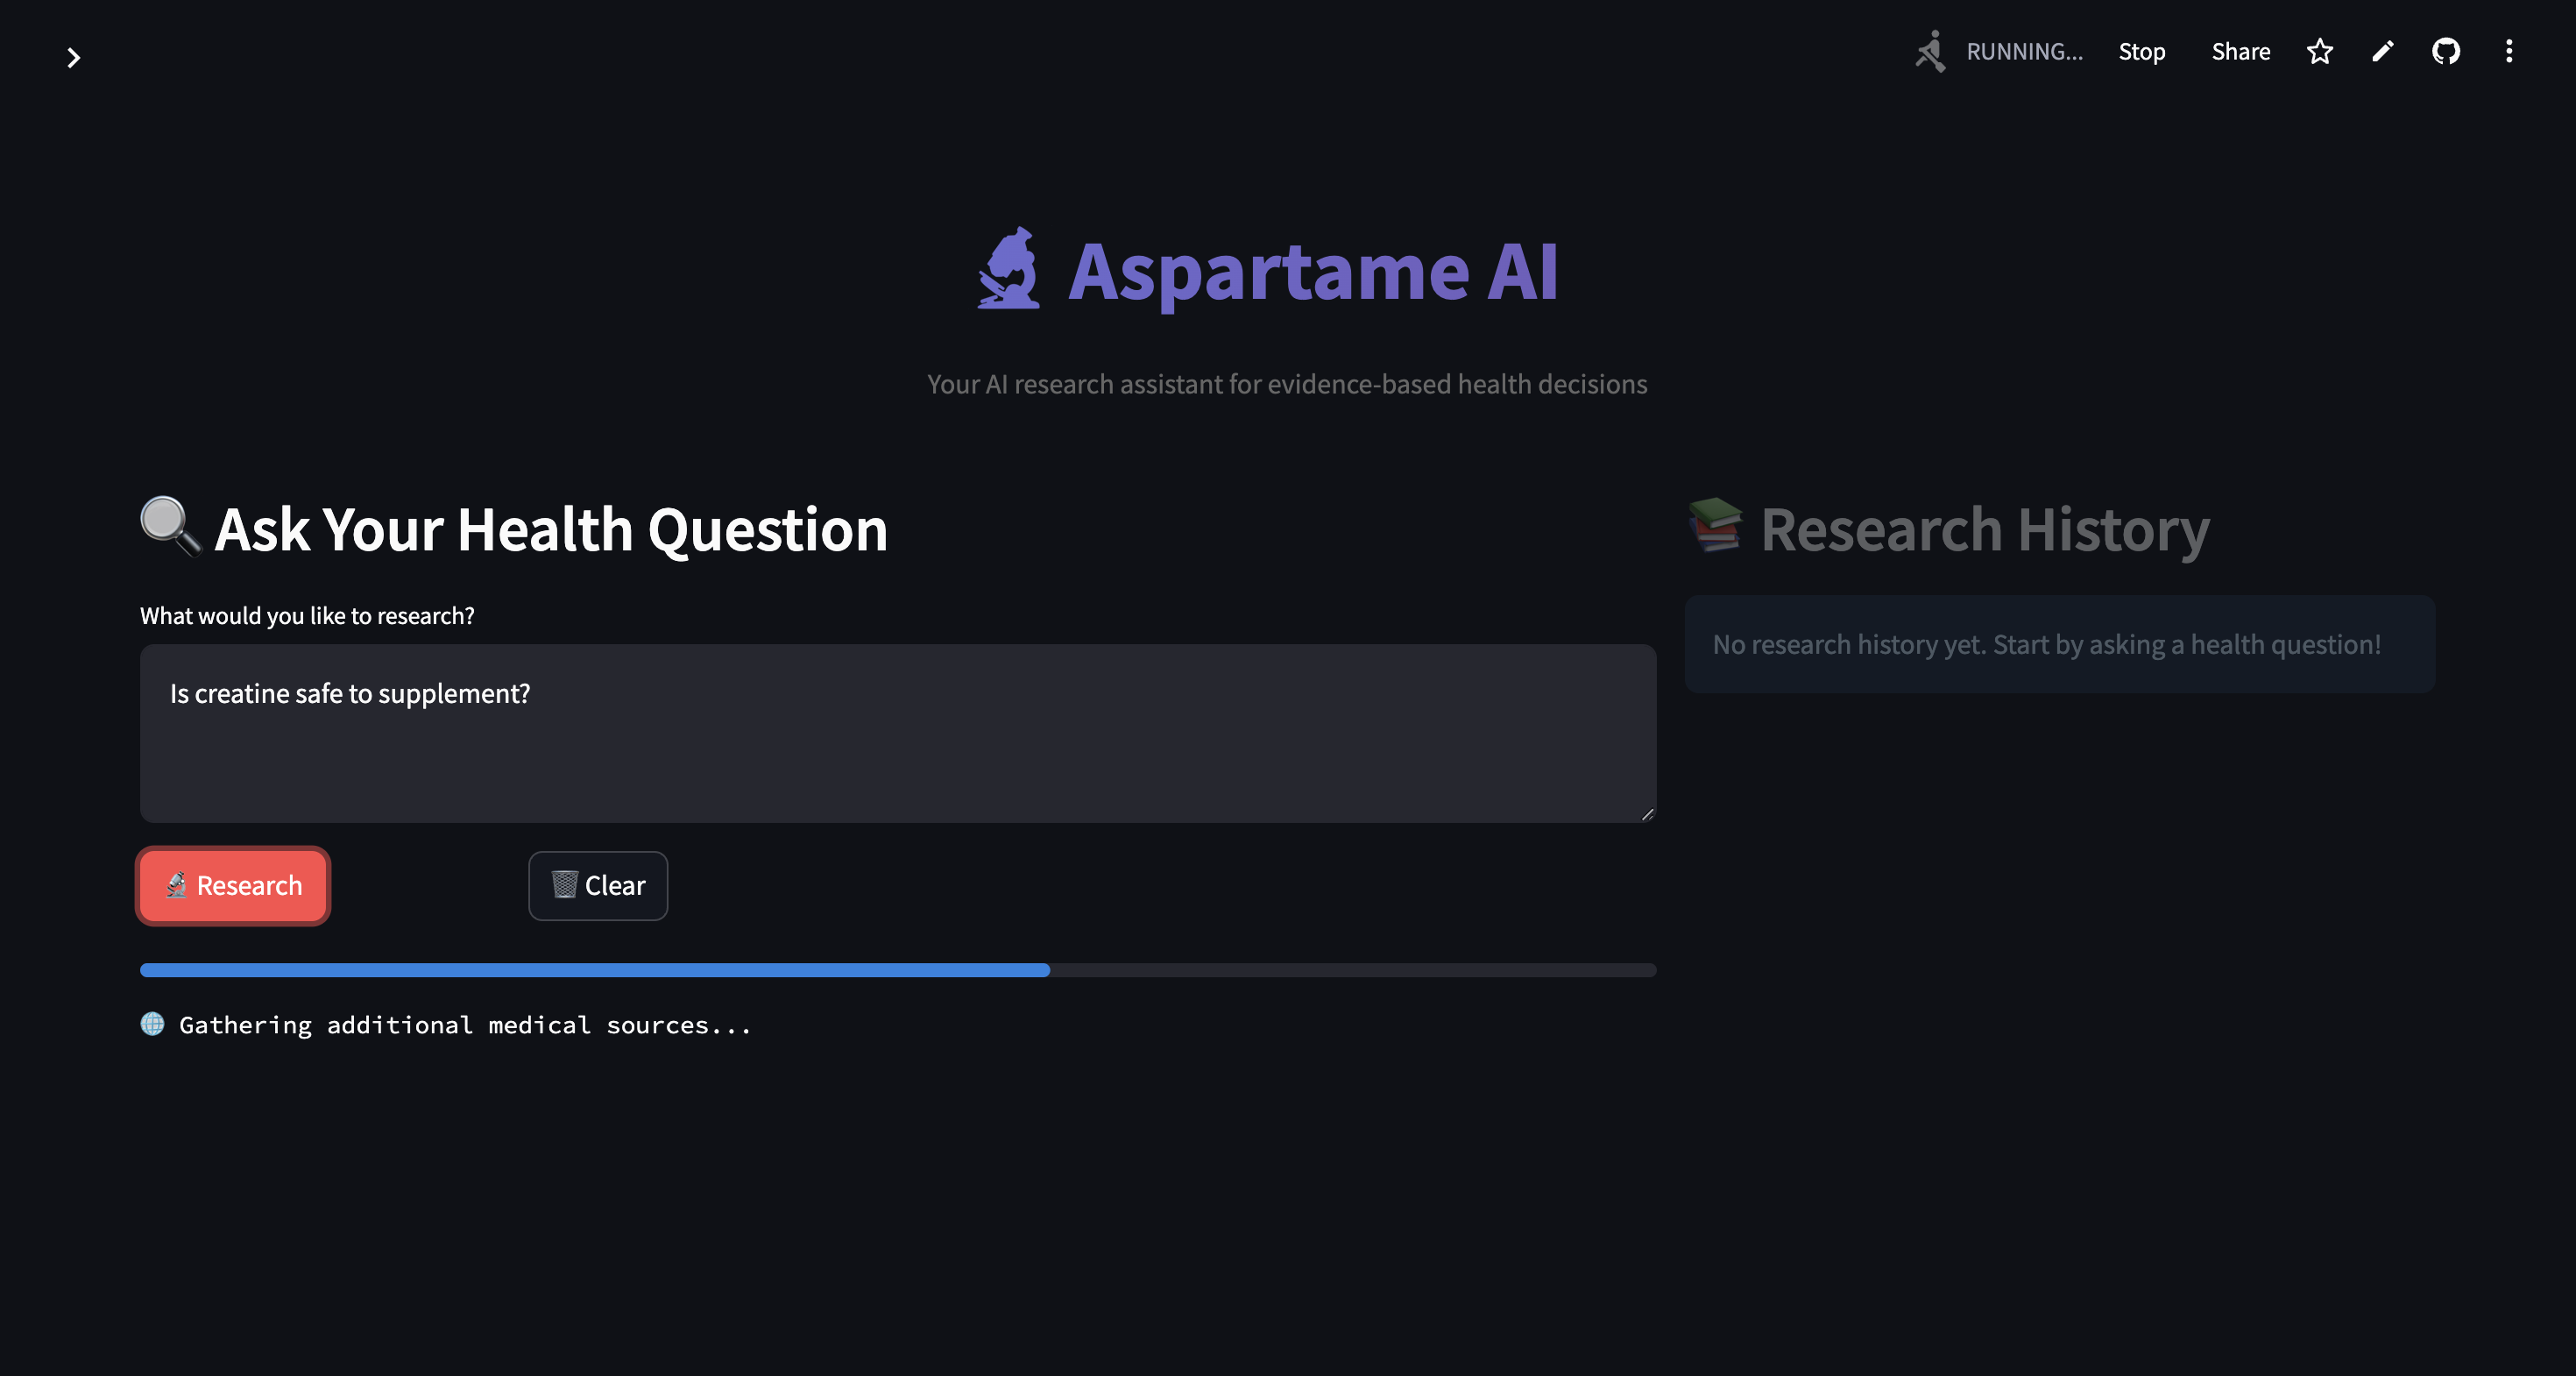 RUNNING...
Stop
Share
Aspartame AI
Your AI research assistant for evidence-based health decisions
Ask Your Health Question
What would you like to research?
Is creatine safe to supplement?
Research
Clear
Gathering additional medical sources...
Research History
No research history yet. Start by asking a health question!